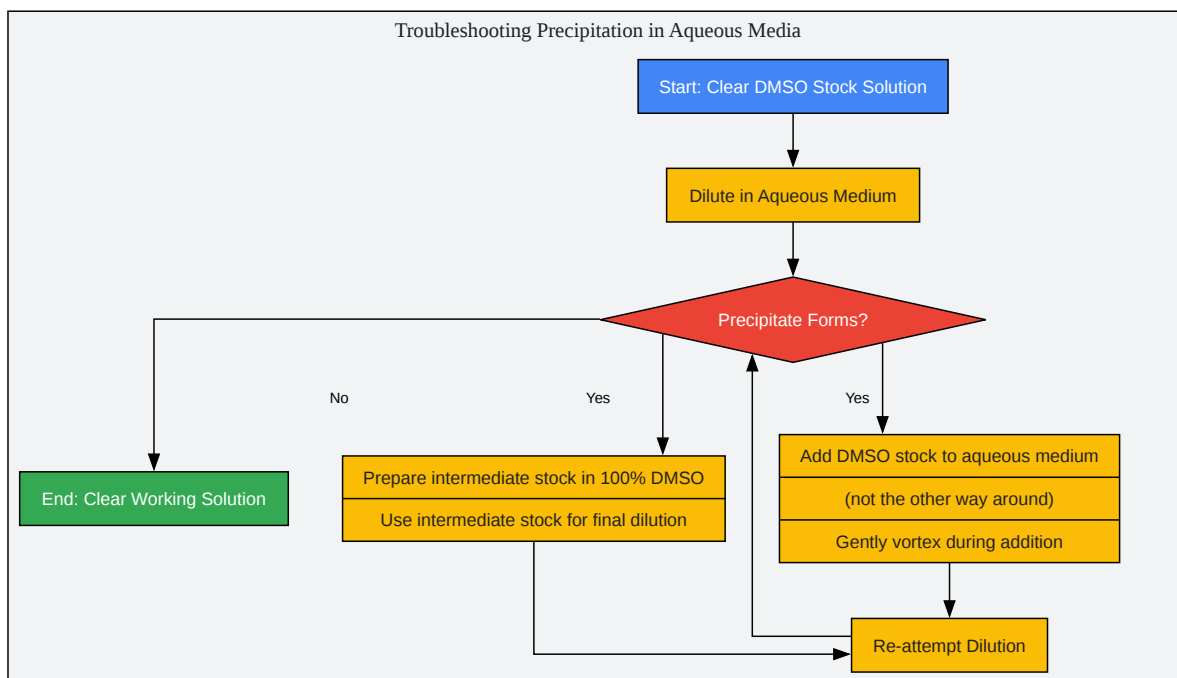 Troubleshooting Precipitation in Aqueous Media
Start: Clear DMSO Stock Solution
Dilute in Aqueous Medium
Precipitate Forms?
No
Yes
Yes
End: Clear Working Solution
Prepare intermediate stock in 100% DMSO
Use intermediate stock for final dilution
Add DMSO stock to aqueous medium
(not the other way around)
Gently vortex during addition
Re-attempt Dilution